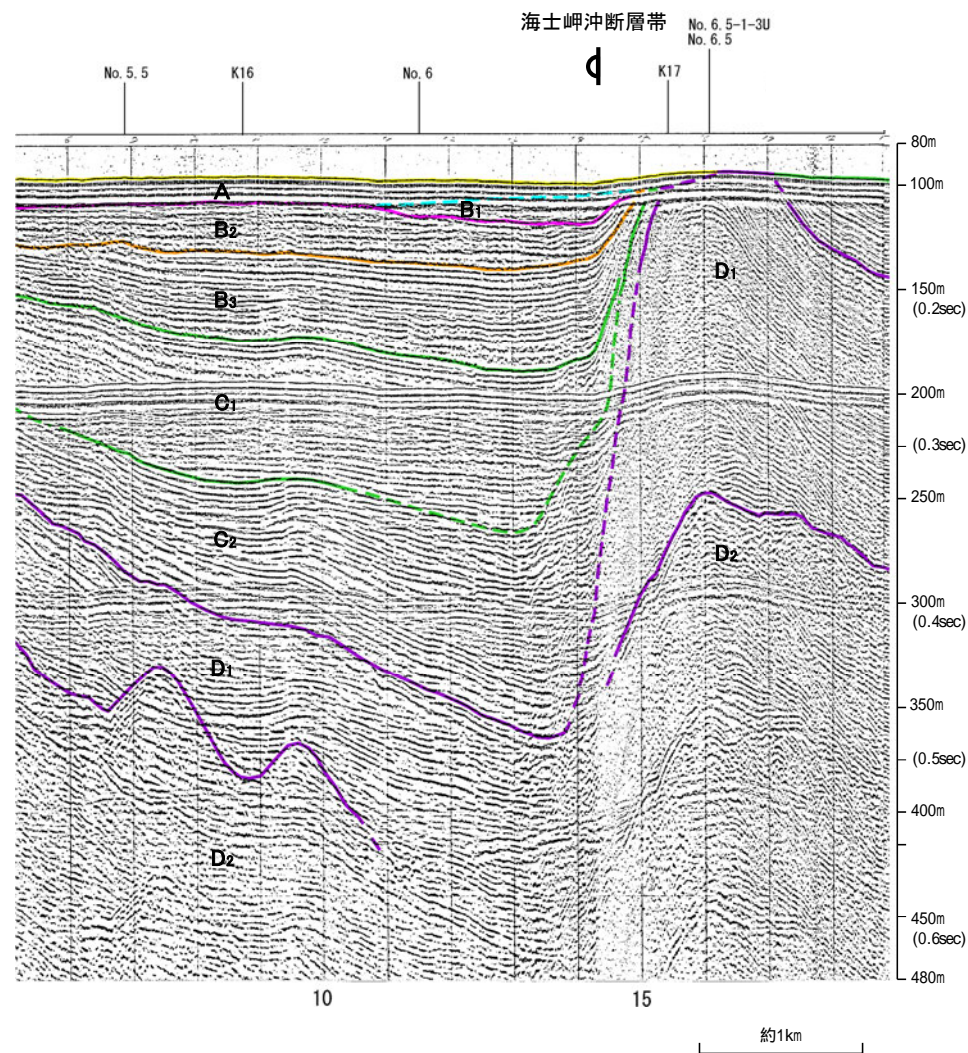 海士岬沖断層帯
No. 6.5-1-3U
No. 6.5
No. 5.5
K16
No. 6
K17
80m
A
100m
B1
B2
D1
B3
150m
(0.2sec)
C1
200m
(0.3sec)
250m
C2
D2
300m
(0.4sec)
D1
350m
(0.5sec)
400m
D2
450m
(0.6sec)
480m
10
15
約1km